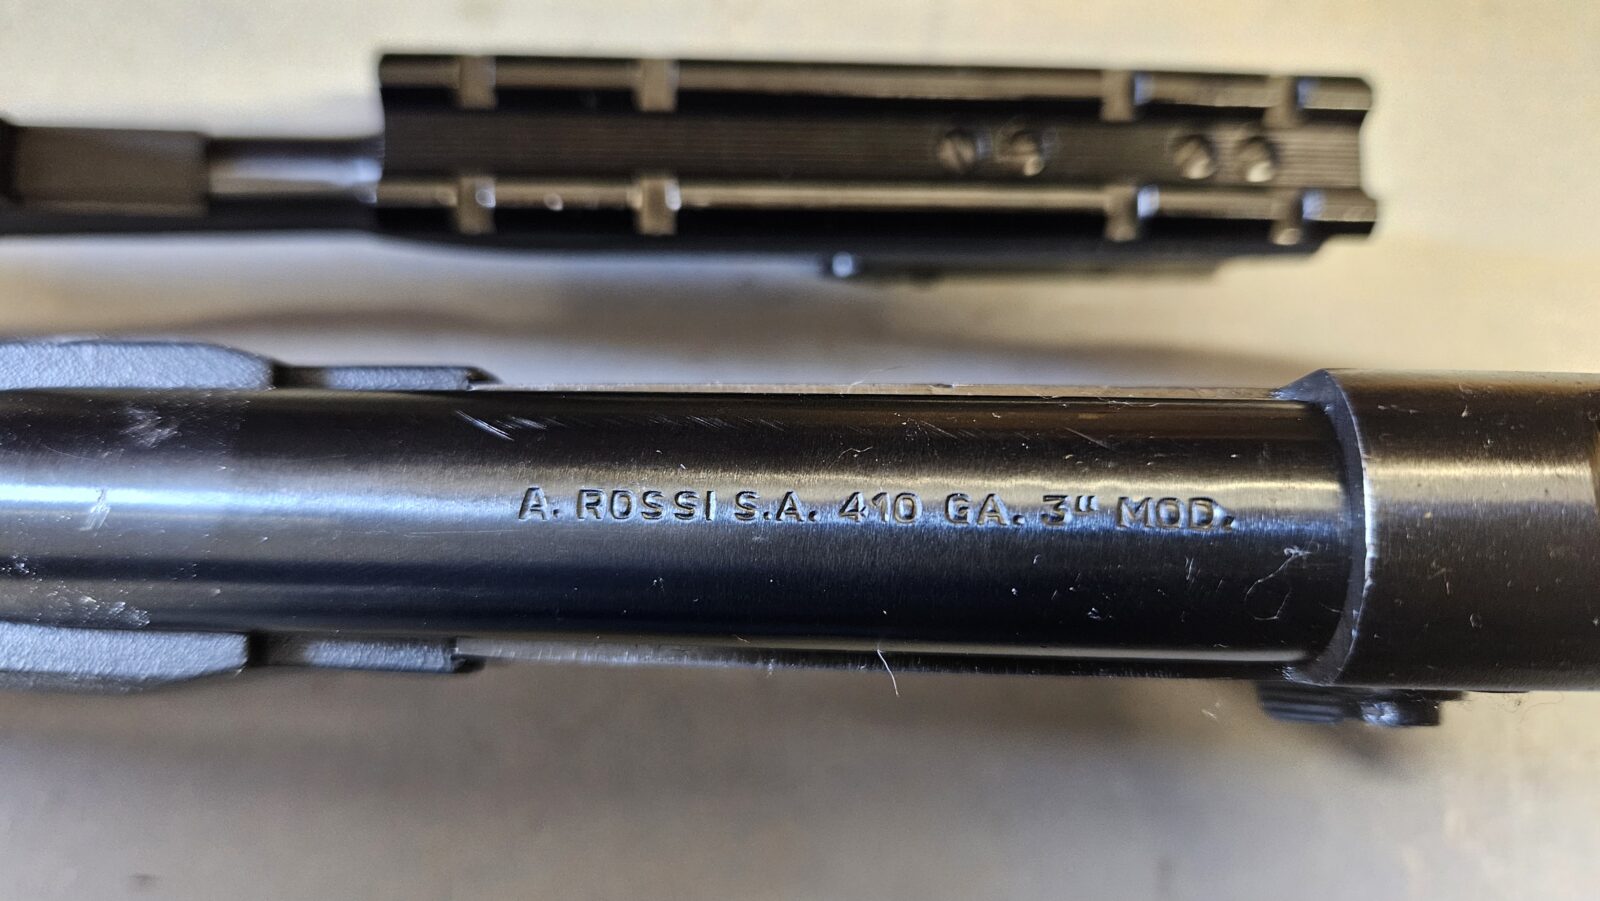 A. ROSSI S.A. 410 GA. 3" MOD.